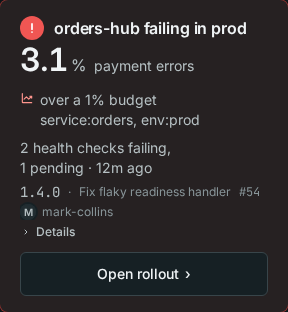 ! orders-hub failing in prod
3.1% payment errors
over a 1% budget
service:orders, env:prod
2 health checks failing,
1 pending · 12m ago
1.4.0 · Fix flaky readiness handler #54
M mark-collins
› Details
Open rollout ›